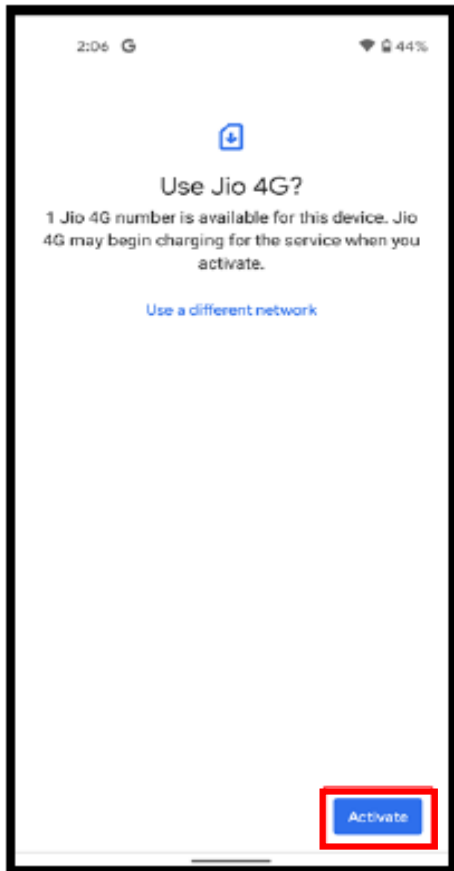 2:06 G 44%
Use Jio 4G?
1 Jio 4G number is available for this device. Jio
4G may begin charging for the service when you
activate.
Use a different network
Activate